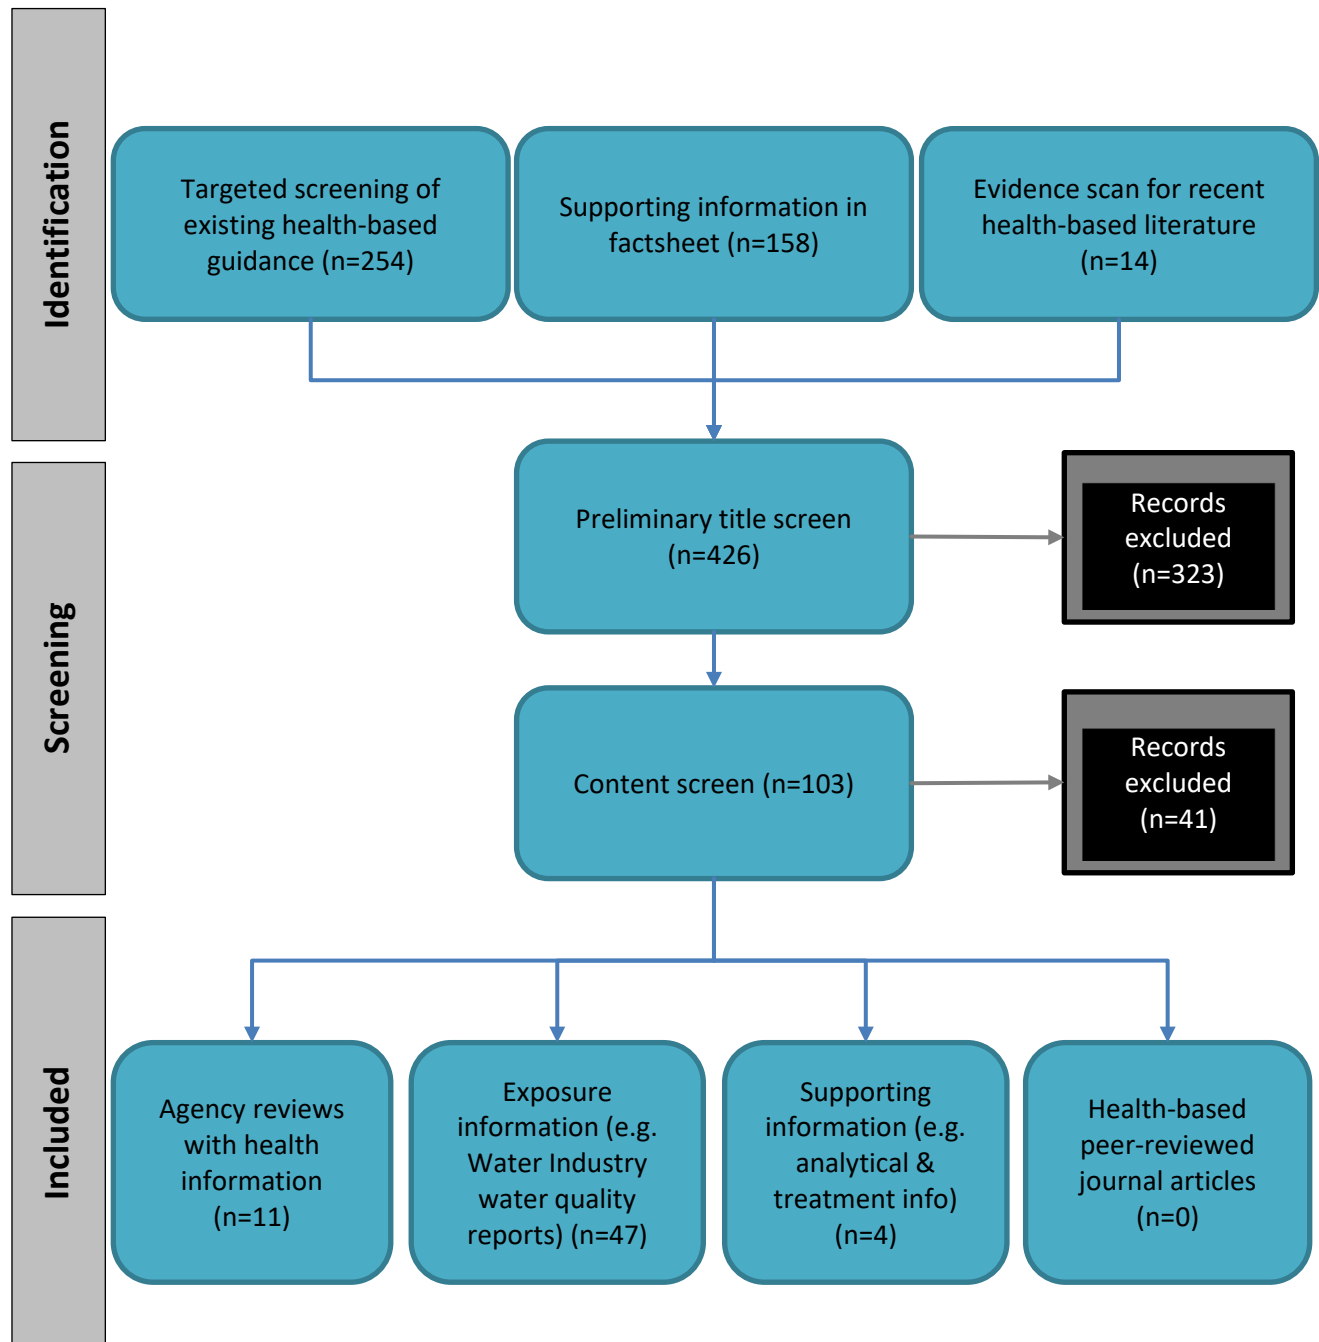 Identification
Targeted screening of
existing health-based
guidance (n=254)
Supporting information in
factsheet (n=158)
Evidence scan for recent
health-based literature
(n=14)
Screening
Preliminary title screen
(n=426)
Records
excluded
(n=323)
Content screen (n=103)
Records
excluded
(n=41)
Included
Agency reviews
with health
information
(n=11)
Exposure
information (e.g.
Water Industry
water quality
reports) (n=47)
Supporting
information (e.g.
analytical &
treatment info)
(n=4)
Health-based
peer-reviewed
journal articles
(n=0)